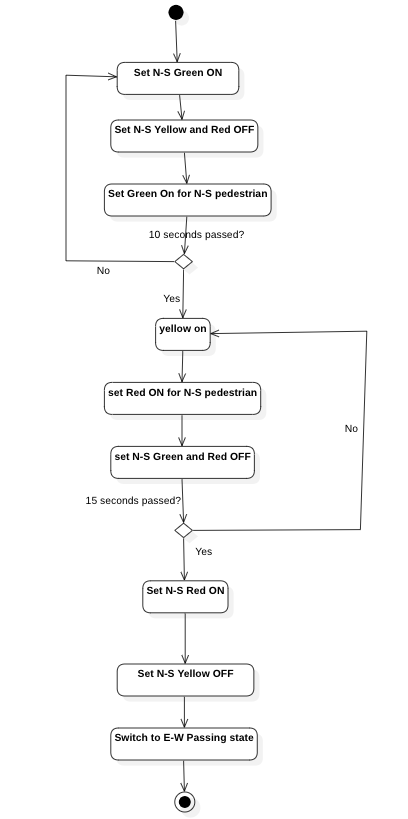 Set N-S Green ON
Set N-S Yellow and Red OFF
Set Green On for N-S pedestrian
10 seconds passed?
No
Yes
yellow on
set Red ON for N-S pedestrian
No
set N-S Green and Red OFF
15 seconds passed?
Yes
Set N-S Red ON
Set N-S Yellow OFF
Switch to E-W Passing state